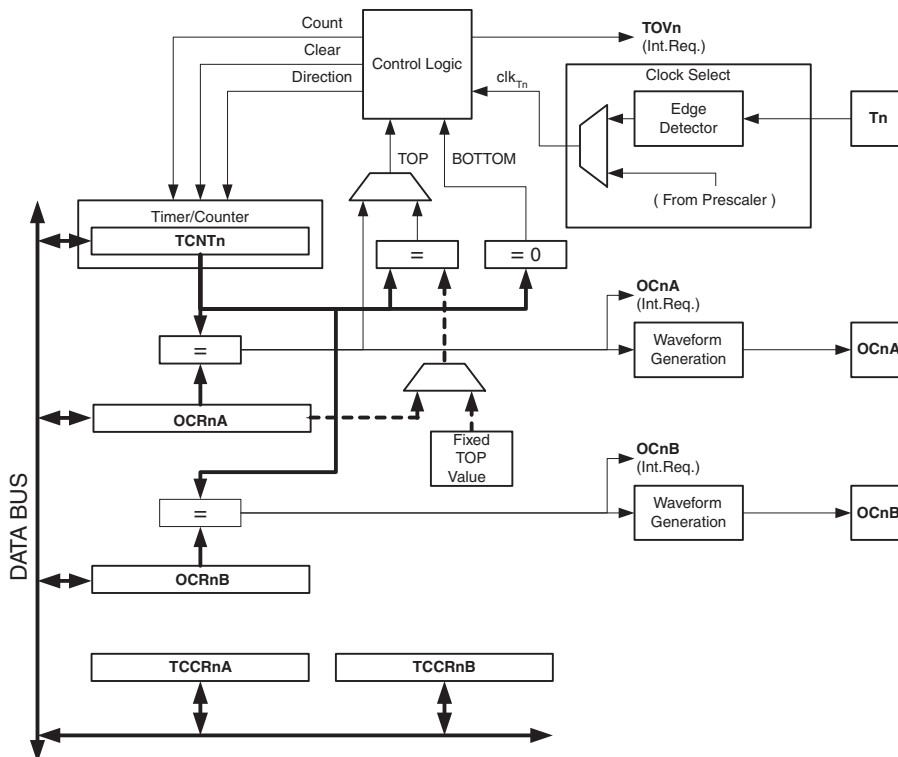 Count
Clear
Direction
Control Logic
TOVn
(Int.Req.)
clkTn
Clock Select
Edge
Detector
Tn
( From Prescaler )
TOP
BOTTOM
Timer/Counter
TCNTn
=
= 0
OCnA
(Int.Req.)
=
Waveform
Generation
OCnA
OCRnA
Fixed
TOP
Value
OCnB
(Int.Req.)
=
Waveform
Generation
OCnB
OCRnB
DATA BUS
TCCRnA
TCCRnB